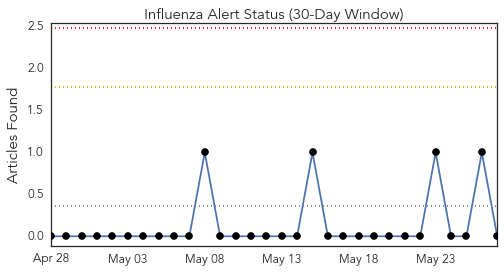 Influenza Alert Status (30-Day Window)
2.5
2.0
1.5
1.0
0.5
0.0
Articles Found
Apr 28
May 03
May 08
May 13
May 18
May 23